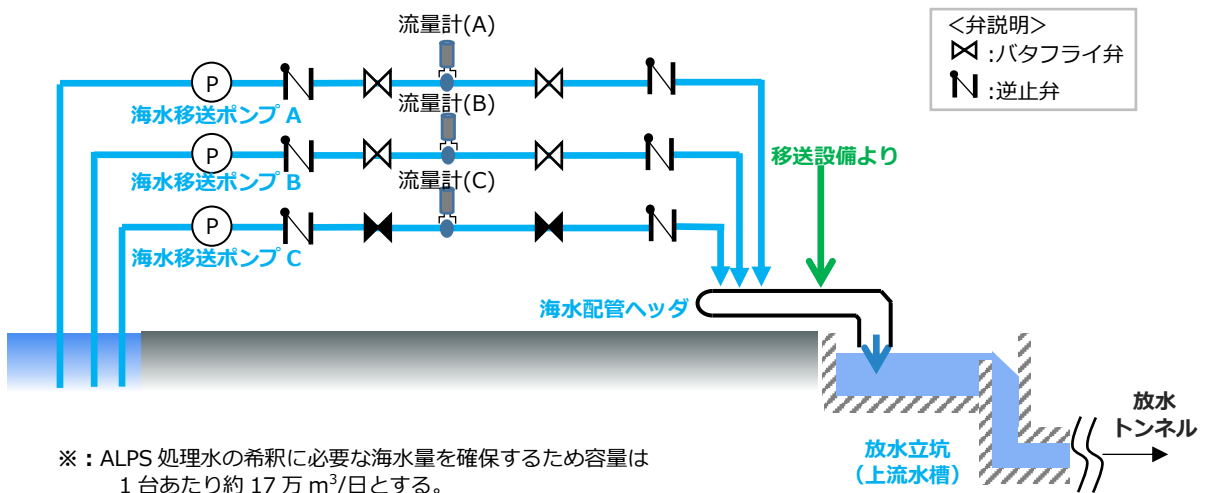 流量計(A)
<弁説明>
:バタフライ弁
:逆止弁
P
海水移送ポンプ A
流量計(B)
P
海水移送ポンプ B
移送設備より
流量計(C)
P
海水移送ポンプ C
海水配管ヘッダ
放水
トンネル
放水立坑
(上流水槽)
※:ALPS 処理水の希釈に必要な海水量を確保するため容量は
1 台あたり約 17 万 m³/日とする。